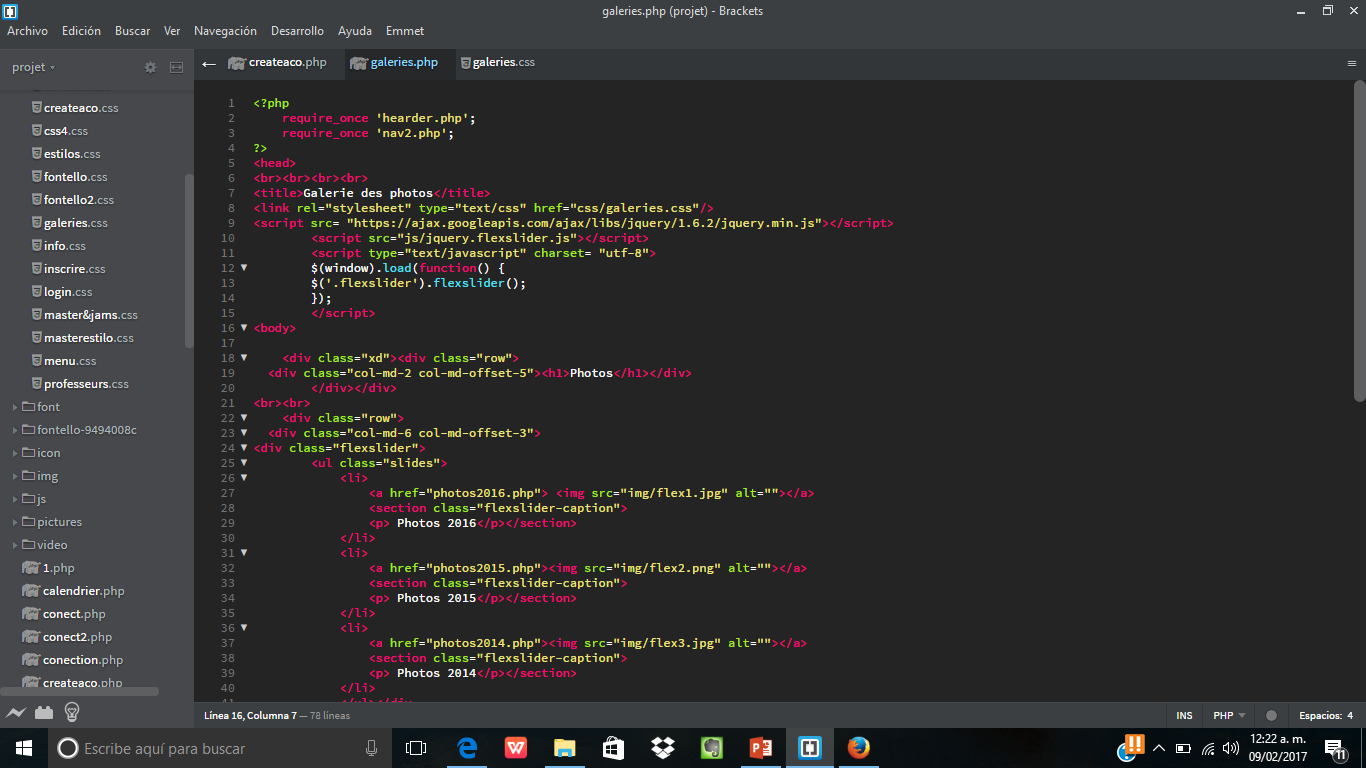 galeries.php (projet) - Brackets
Archivo Edición Buscar Ver Navegación Desarrollo Ayuda Emmet
projet
createaco.css
css4.css
estilos.css
fontello.css
fontello2.css
galeries.css
info.css
inscrire.css
login.css
master&jams.css
masterestilo.css
menu.css
professeurs.css
font
fontello-9494008c
icon
img
js
pictures
video
1.php
calendrier.php
conect.php
conect2.php
conection.php
createaco.php
createaco.php galeries.php galeries.css
1 <?php
2 require_once 'hearder.php';
3 require_once 'nav2.php';
4 ?>
5 <head>
6 <br><br><br><br>
7 <title>Galerie des photos</title>
8 <link rel="stylesheet" type="text/css" href="css/galeries.css"/>
9 <script src= "https://ajax.googleapis.com/ajax/libs/jquery/1.6.2/jquery.min.js"></script>
10 <script src="js/jquery.flexslider.js"></script>
11 <script type="text/javascript" charset= "utf-8">
12 $(window).load(function() {
13 $('.flexslider').flexslider();
14 });
15 </script>
16 <body>
17
18 <div class="xd"><div class="row">
19 <div class="col-md-2 col-md-offset-5"><h1>Photos</h1></div>
20 </div></div>
21 <br><br>
22 <div class="row">
23 <div class="col-md-6 col-md-offset-3">
24 <div class="flexslider">
25 <ul class="slides">
26 <li>
27 <a href="photos2016.php"> <img src="img/flex1.jpg" alt=""></a>
28 <section class="flexslider-caption">
29 <p> Photos 2016</p></section>
30 </li>
31 <li>
32 <a href="photos2015.php"><img src="img/flex2.png" alt=""></a>
33 <section class="flexslider-caption">
34 <p> Photos 2015</p></section>
35 </li>
36 <li>
37 <a href="photos2014.php"><img src="img/flex3.jpg" alt=""></a>
38 <section class="flexslider-caption">
39 <p> Photos 2014</p></section>
40 </li>
41 </ul></div>
Línea 16, Columna 7 — 78 líneas
INS PHP Espacios: 4
Escribe aquí para buscar
12:22 a. m.
09/02/2017
11